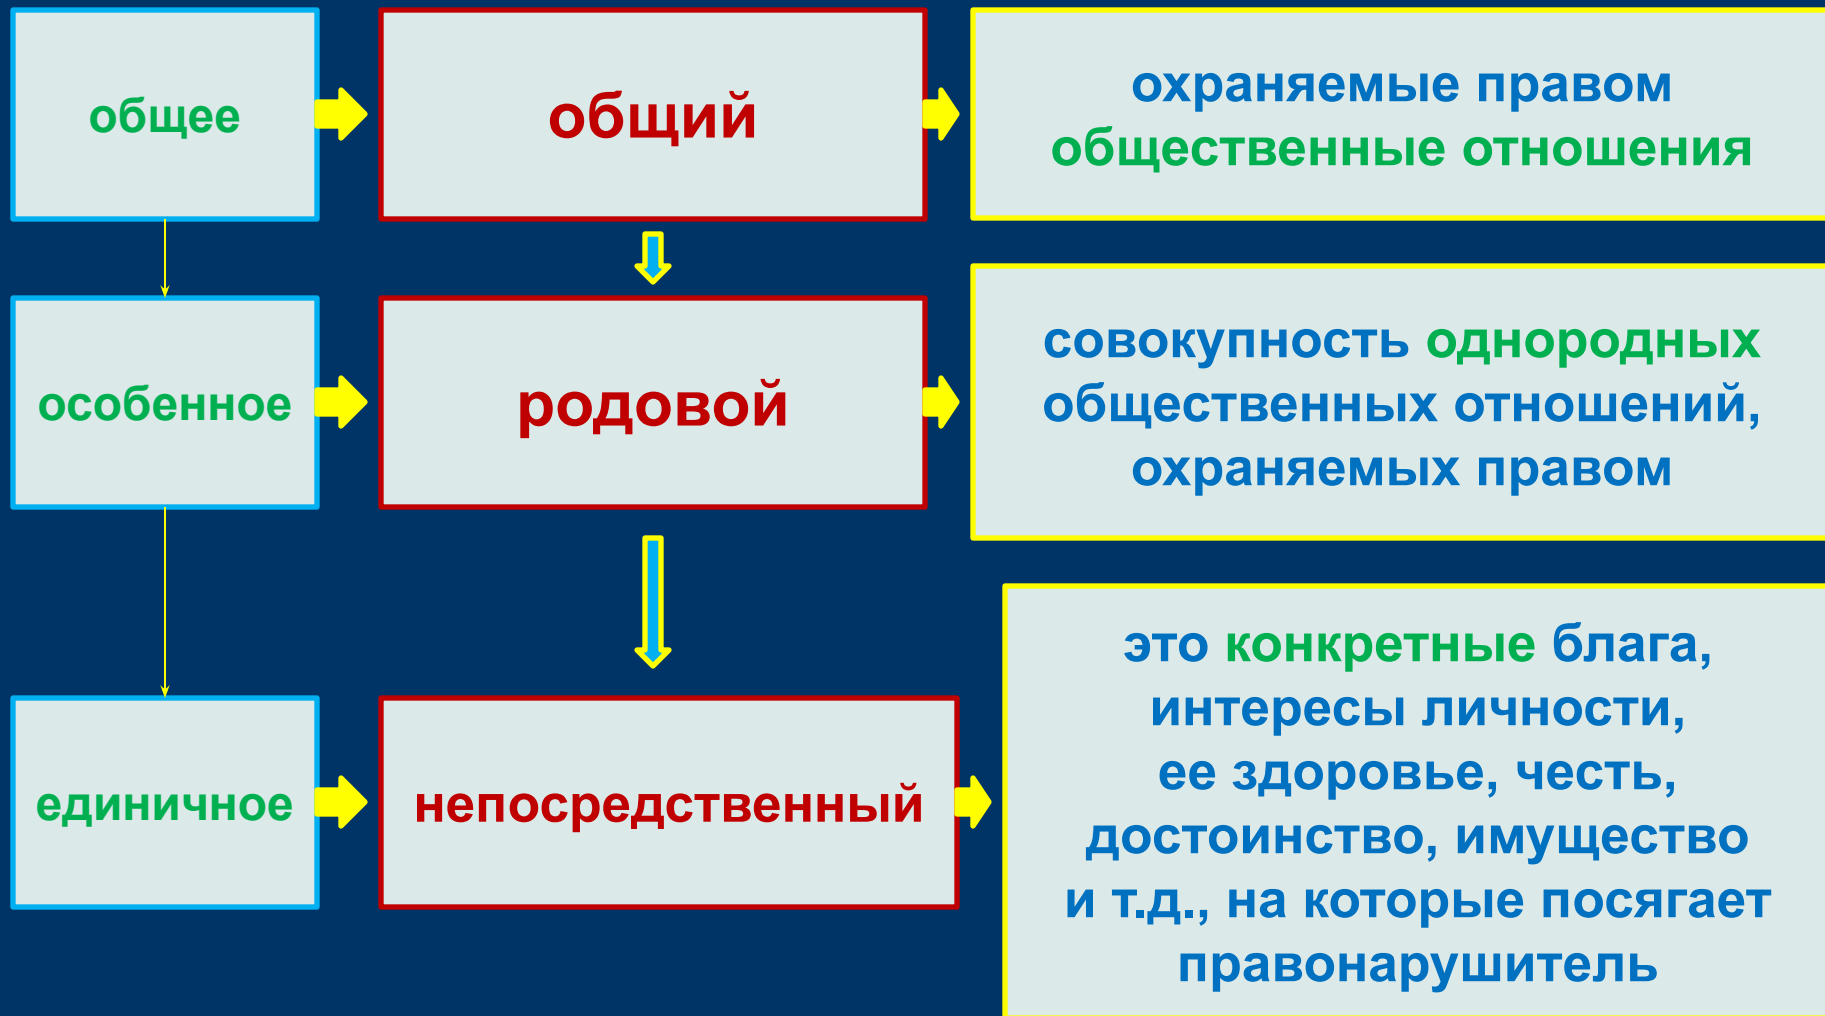 общее
общий
охраняемые правом
общественные отношения
особенное
родовой
совокупность однородных
общественных отношений,
охраняемых правом
единичное
непосредственный
это конкретные блага,
интересы личности,
ее здоровье, честь,
достоинство, имущество
и т.д., на которые посягает
правонарушитель